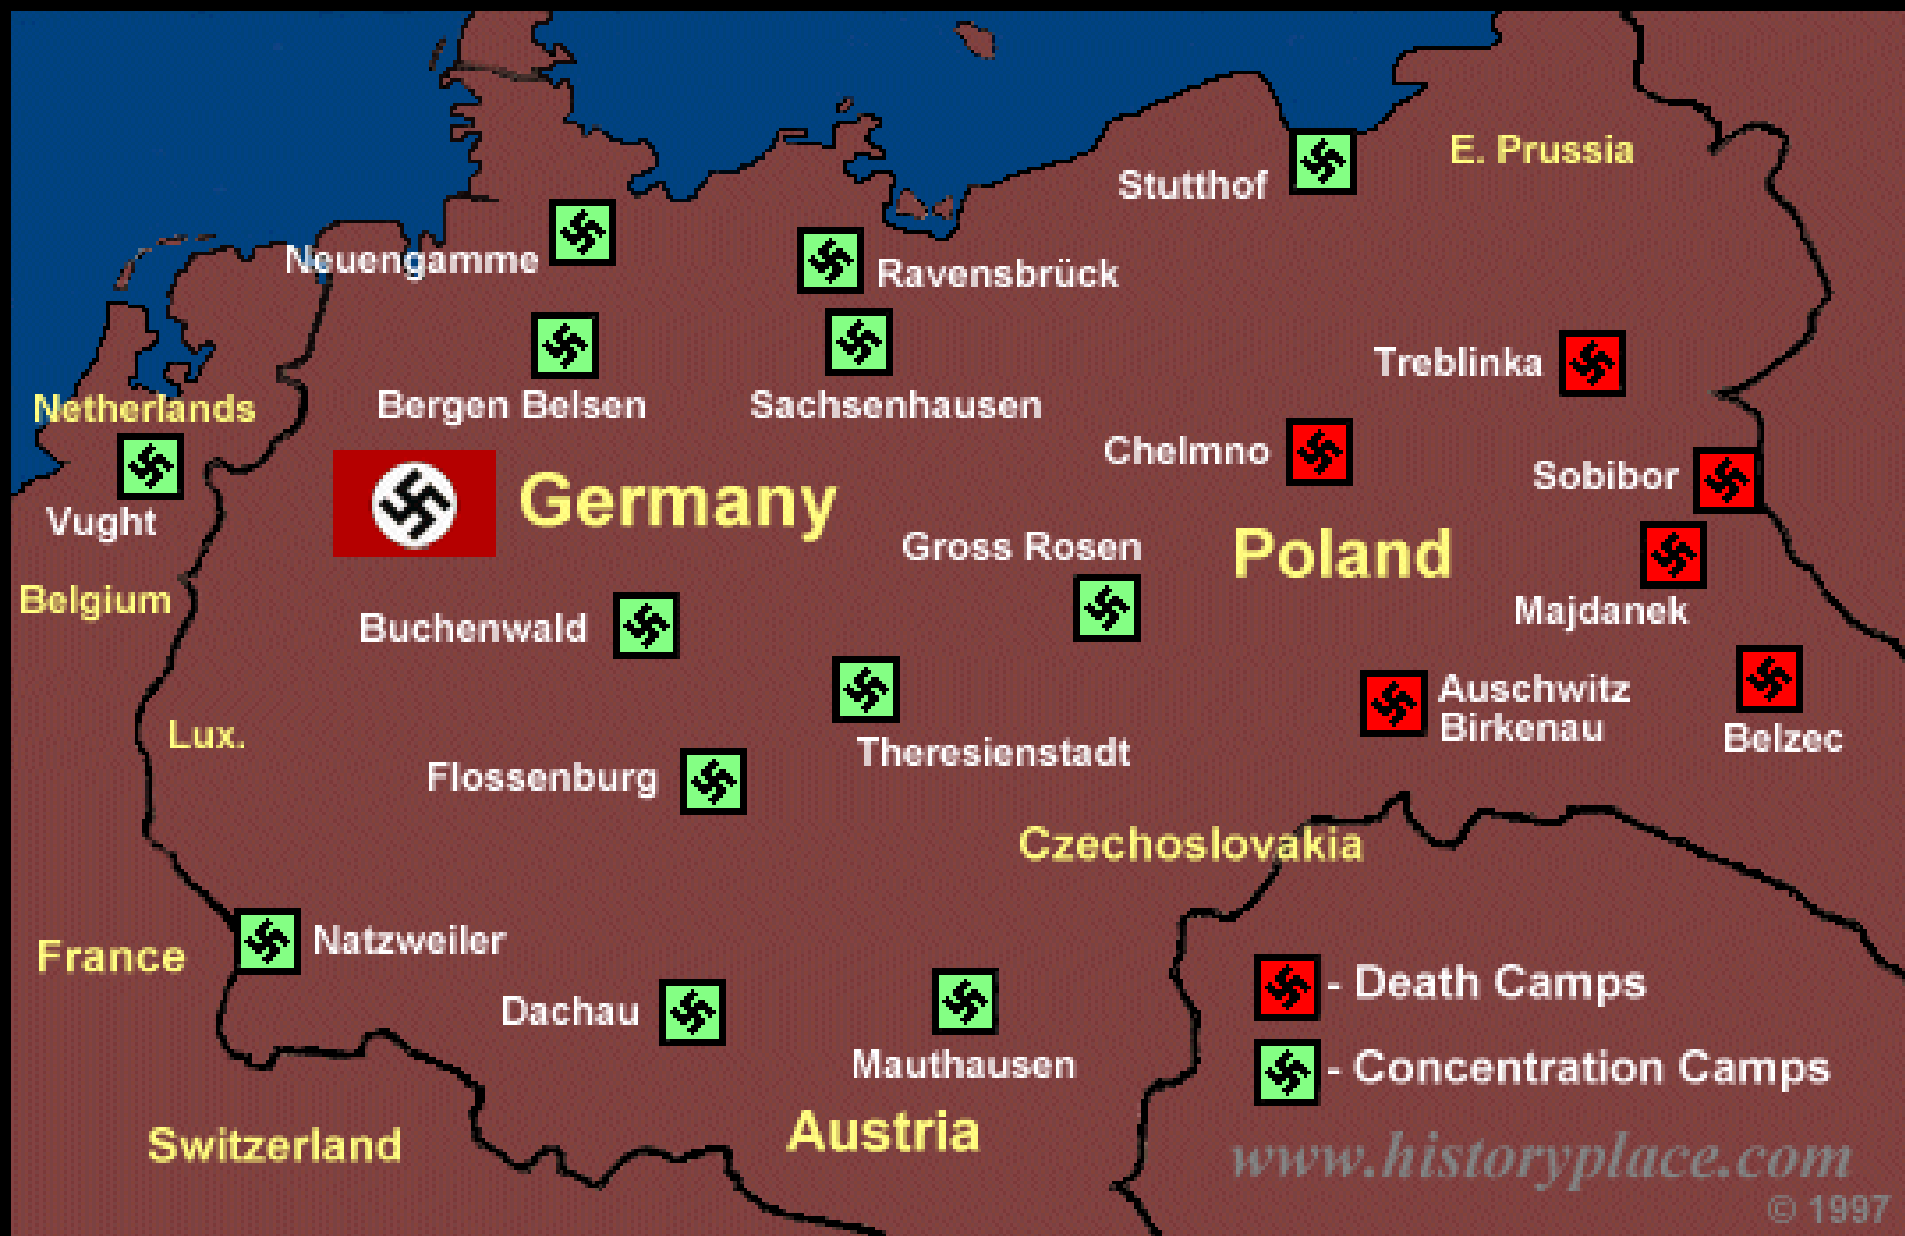 E. Prussia
Stutthof
Neuengamme
Ravensbrück
Treblinka
Netherlands
Bergen Belsen
Sachsenhausen
Chelmno
Sobibor
Vught
Germany
Gross Rosen
Poland
Belgium
Buchenwald
Majdanek
Auschwitz
Birkenau
Lux.
Theresienstadt
Belzec
Flossenburg
Czechoslovakia
France
Natzweiler
- Death Camps
Dachau
Mauthausen
- Concentration Camps
Austria
Switzerland
www.historyplace.com
© 1997